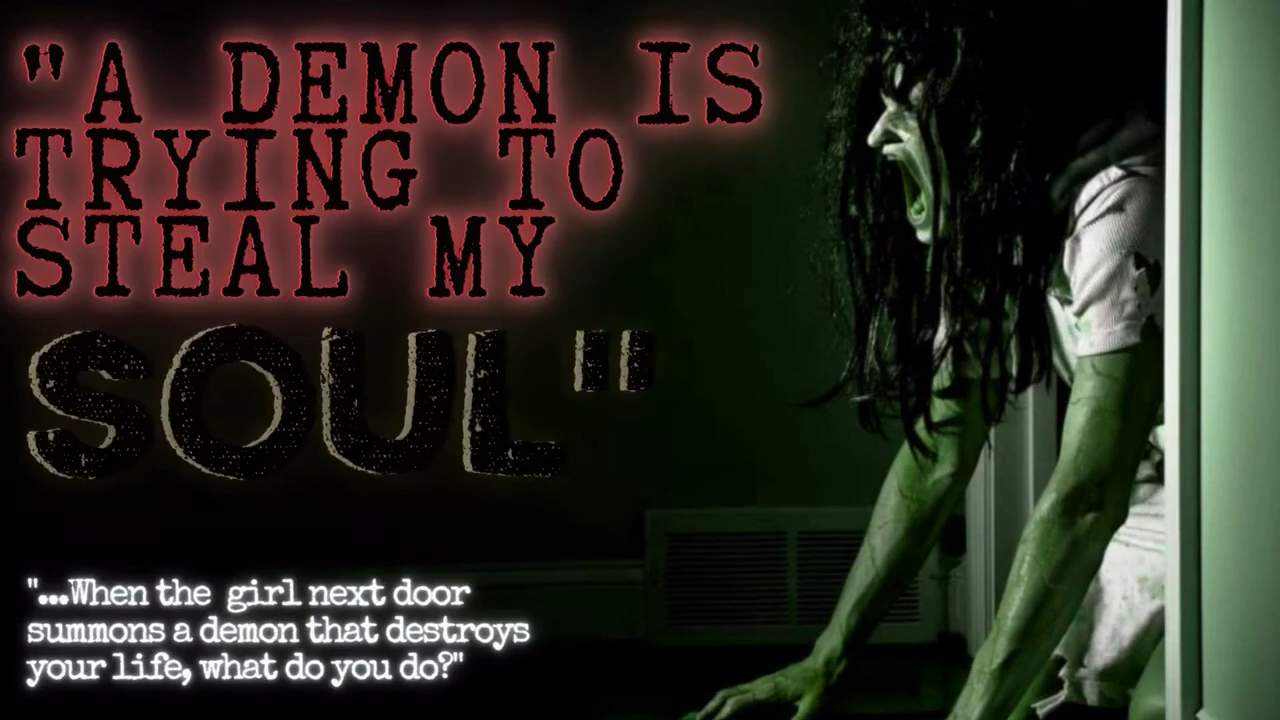 "A DEMON IS
TRYING TO
STEAL MY
SOUL"
"...When the girl next door
summons a demon that destroys
your life, what do you do?"